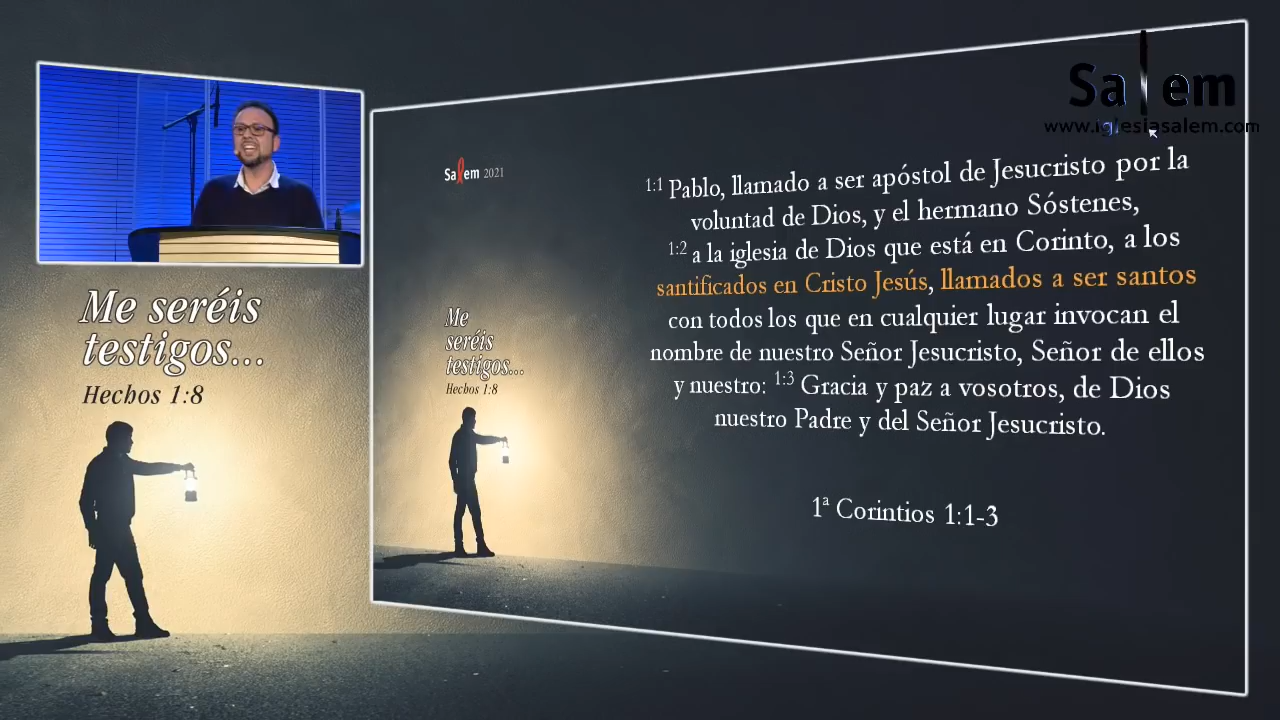 Salem
www.iglesiasalem.com
Salem 2021
Me seréis
testigos...
Hechos 1:8
Me
seréis
testigos...
Hechos 1:8
1:1 Pablo, llamado a ser apóstol de Jesucristo por la
voluntad de Dios, y el hermano Sóstenes,
1:2 a la iglesia de Dios que está en Corinto, a los
santificados en Cristo Jesús, llamados a ser santos
con todos los que en cualquier lugar invocan el
nombre de nuestro Señor Jesucristo, Señor de ellos
y nuestro: 1:3 Gracia y paz a vosotros, de Dios
nuestro Padre y del Señor Jesucristo.
1ª Corintios 1:1-3